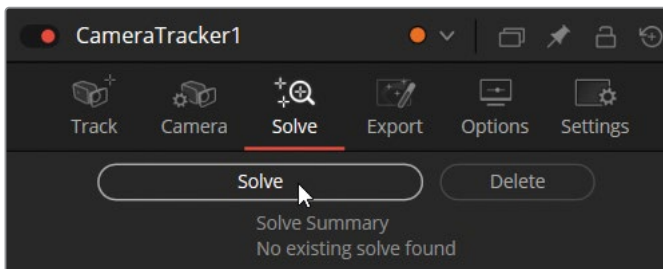 CameraTracker1
Track Camera Solve Export Options Settings
Solve Delete
Solve Summary
No existing solve found